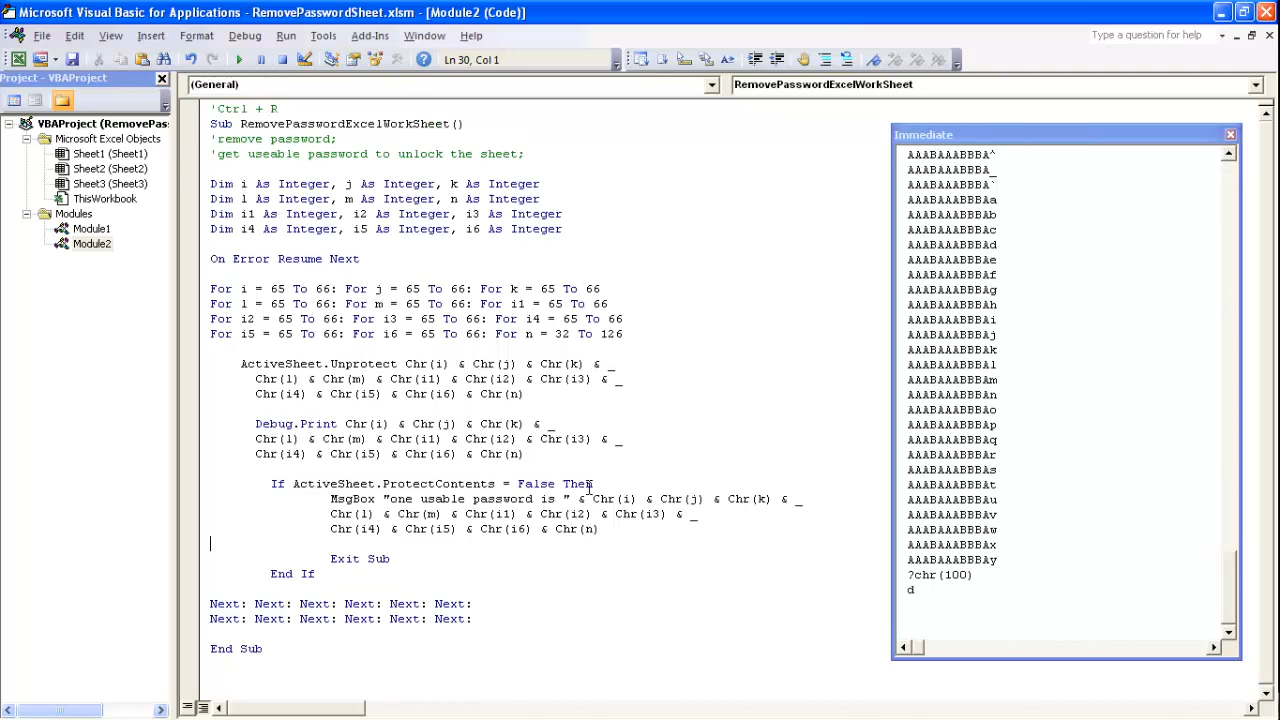 Microsoft Visual Basic for Applications - RemovePasswordSheet.xlsm - [Module2 (Code)]
File Edit View Insert Format Debug Run Tools Add-Ins Window Help
Type a question for help
Ln 30, Col 1
Project - VBAProject
(General)
RemovePasswordExcelWorkSheet
VBAProject (RemovePas
Microsoft Excel Objects
Sheet1 (Sheet1)
Sheet2 (Sheet2)
Sheet3 (Sheet3)
ThisWorkbook
Modules
Module1
Module2
'Ctrl + R
Sub RemovePasswordExcelWorkSheet()
'remove password;
'get useable password to unlock the sheet;
Dim i As Integer, j As Integer, k As Integer
Dim l As Integer, m As Integer, n As Integer
Dim i1 As Integer, i2 As Integer, i3 As Integer
Dim i4 As Integer, i5 As Integer, i6 As Integer
On Error Resume Next
For i = 65 To 66: For j = 65 To 66: For k = 65 To 66
For l = 65 To 66: For m = 65 To 66: For i1 = 65 To 66
For i2 = 65 To 66: For i3 = 65 To 66: For i4 = 65 To 66
For i5 = 65 To 66: For i6 = 65 To 66: For n = 32 To 126
ActiveSheet.Unprotect Chr(i) & Chr(j) & Chr(k) & _
Chr(l) & Chr(m) & Chr(i1) & Chr(i2) & Chr(i3) & _
Chr(i4) & Chr(i5) & Chr(i6) & Chr(n)
Debug.Print Chr(i) & Chr(j) & Chr(k) & _
Chr(l) & Chr(m) & Chr(i1) & Chr(i2) & Chr(i3) & _
Chr(i4) & Chr(i5) & Chr(i6) & Chr(n)
If ActiveSheet.ProtectContents = False Then
MsgBox "one usable password is " & Chr(i) & Chr(j) & Chr(k) & _
Chr(l) & Chr(m) & Chr(i1) & Chr(i2) & Chr(i3) & _
Chr(i4) & Chr(i5) & Chr(i6) & Chr(n)
Exit Sub
End If
Next: Next: Next: Next: Next: Next:
Next: Next: Next: Next: Next: Next:
End Sub
Immediate
AAABAAABBBA^
AAABAAABBBA_
AAABAAABBBA`
AAABAAABBBAa
AAABAAABBBAb
AAABAAABBBAc
AAABAAABBBAd
AAABAAABBBAe
AAABAAABBBAf
AAABAAABBBAg
AAABAAABBBAh
AAABAAABBBAi
AAABAAABBBAj
AAABAAABBBAk
AAABAAABBBAl
AAABAAABBBAm
AAABAAABBBAn
AAABAAABBBAo
AAABAAABBBAp
AAABAAABBBAq
AAABAAABBBAr
AAABAAABBBAs
AAABAAABBBAt
AAABAAABBBAu
AAABAAABBBAv
AAABAAABBBAw
AAABAAABBBAx
AAABAAABBBAy
?chr(100)
d